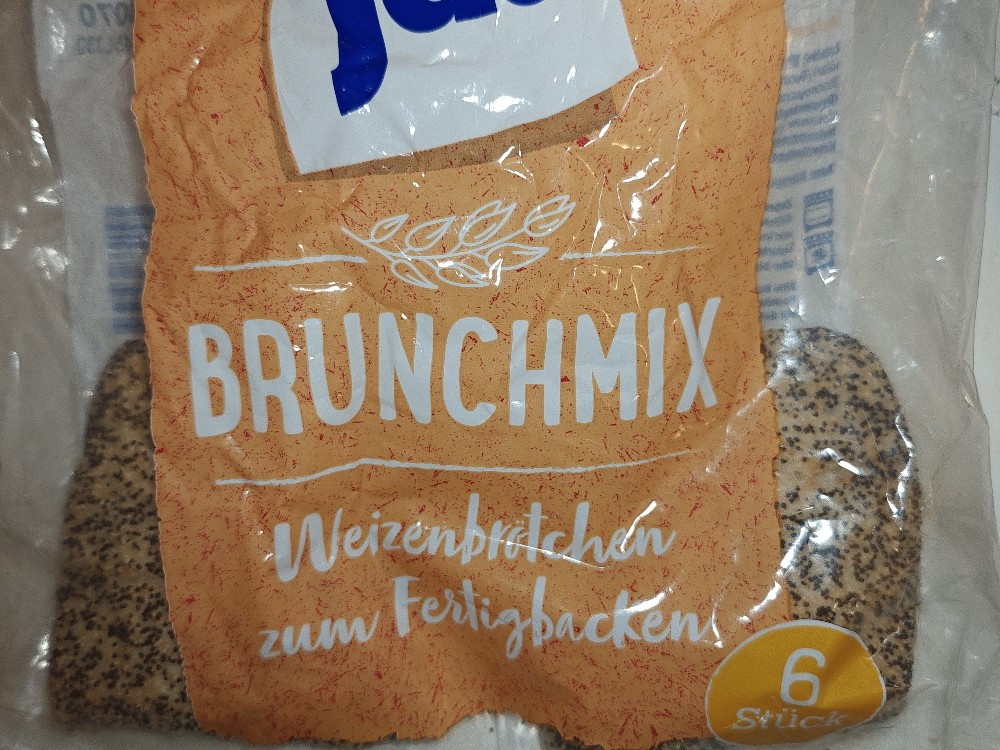 BRUNCHMIX
Weizenbrötchen
zum Fertigbacken
6
Stück